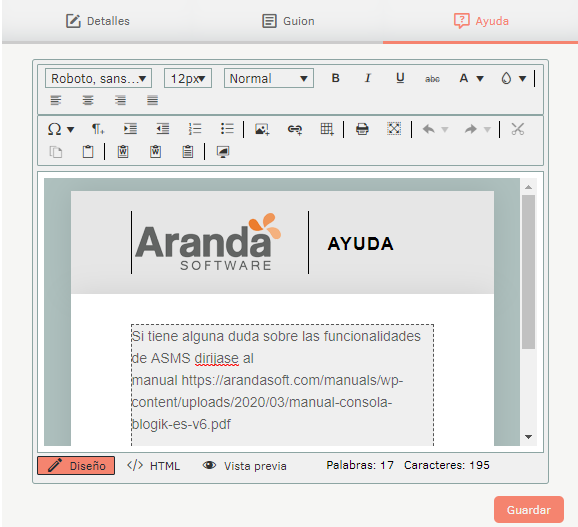 Detalles Guion Ayuda
Roboto, sans... 12px Normal B I U abc A
Aranda SOFTWARE
AYUDA
Si tiene alguna duda sobre las funcionalidades
de ASMS dirijase al
manual https://arandasoft.com/manuals/wp-
content/uploads/2020/03/manual-consola-
blogik-es-v6.pdf
Diseño HTML Vista previa Palabras: 17 Caracteres: 195
Guardar